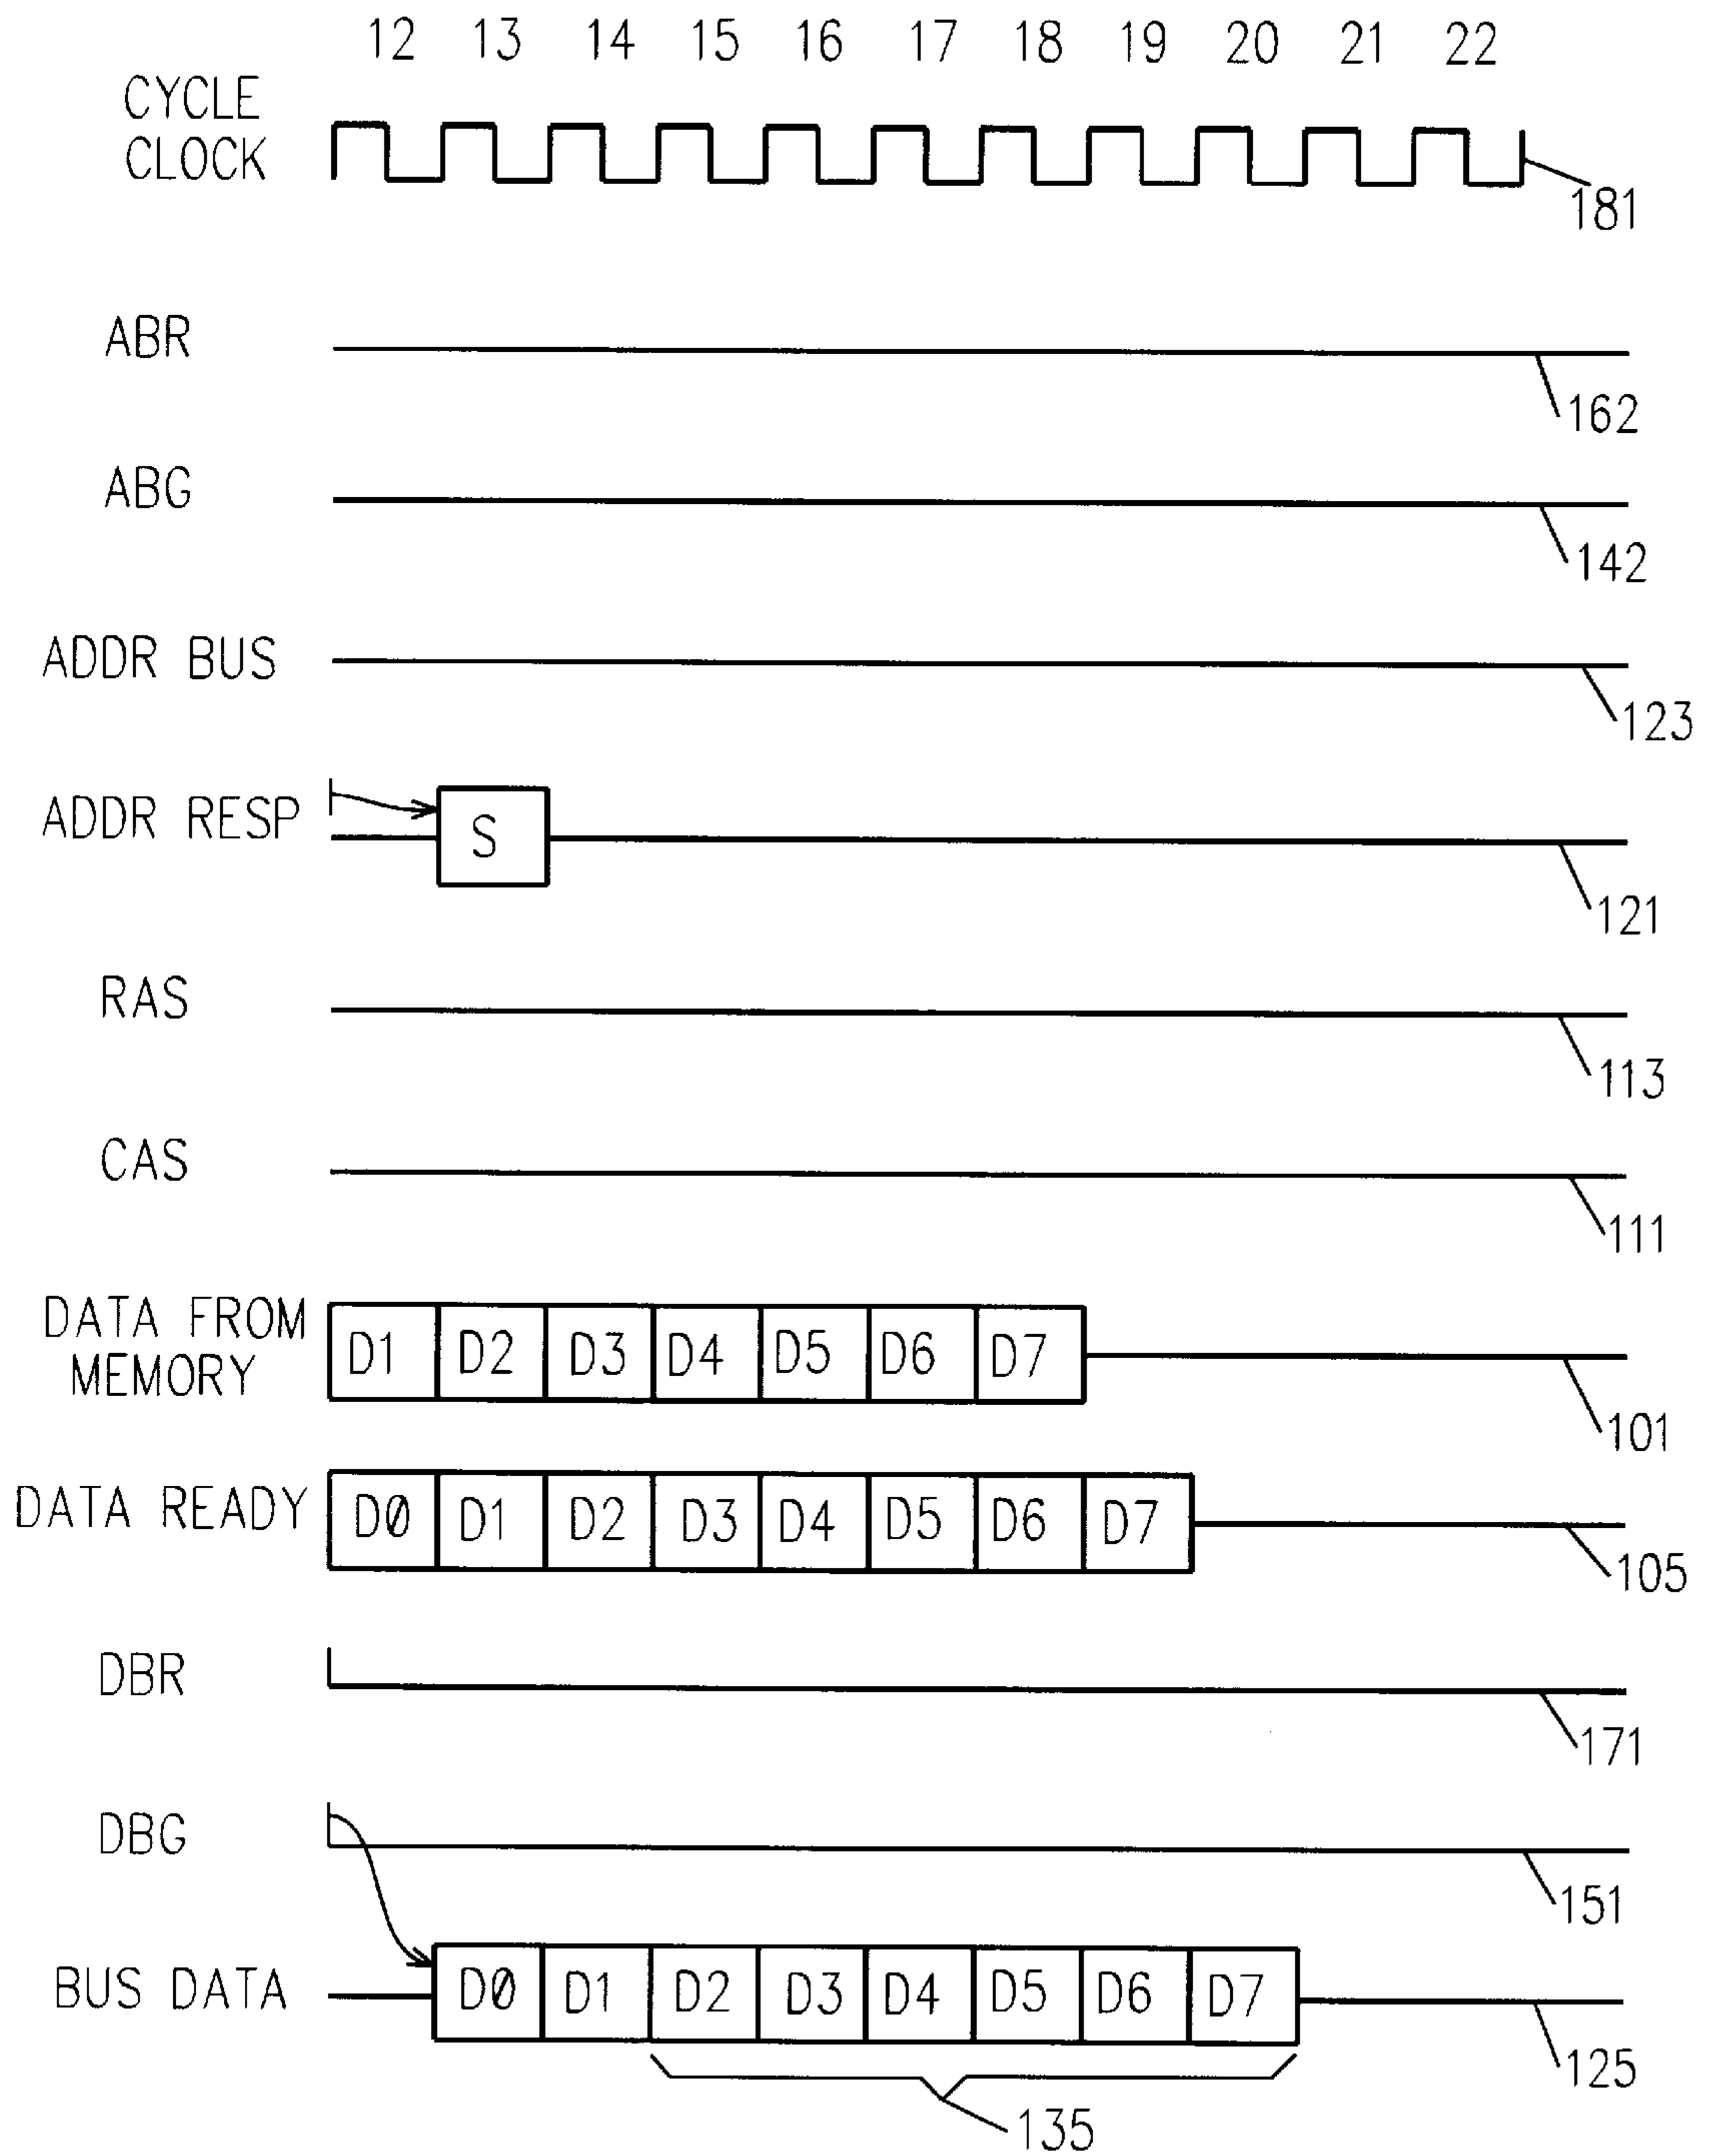 12 13 14 15 16 17 18 19 20 21 22
CYCLE
CLOCK
181
ABR
162
ABG
142
ADDR BUS
123
ADDR RESP
S
121
RAS
113
CAS
111
DATA FROM
MEMORY
D1 D2 D3 D4 D5 D6 D7
101
DATA READY
D0 D1 D2 D3 D4 D5 D6 D7
105
DBR
171
DBG
151
BUS DATA
D0 D1 D2 D3 D4 D5 D6 D7
125
135